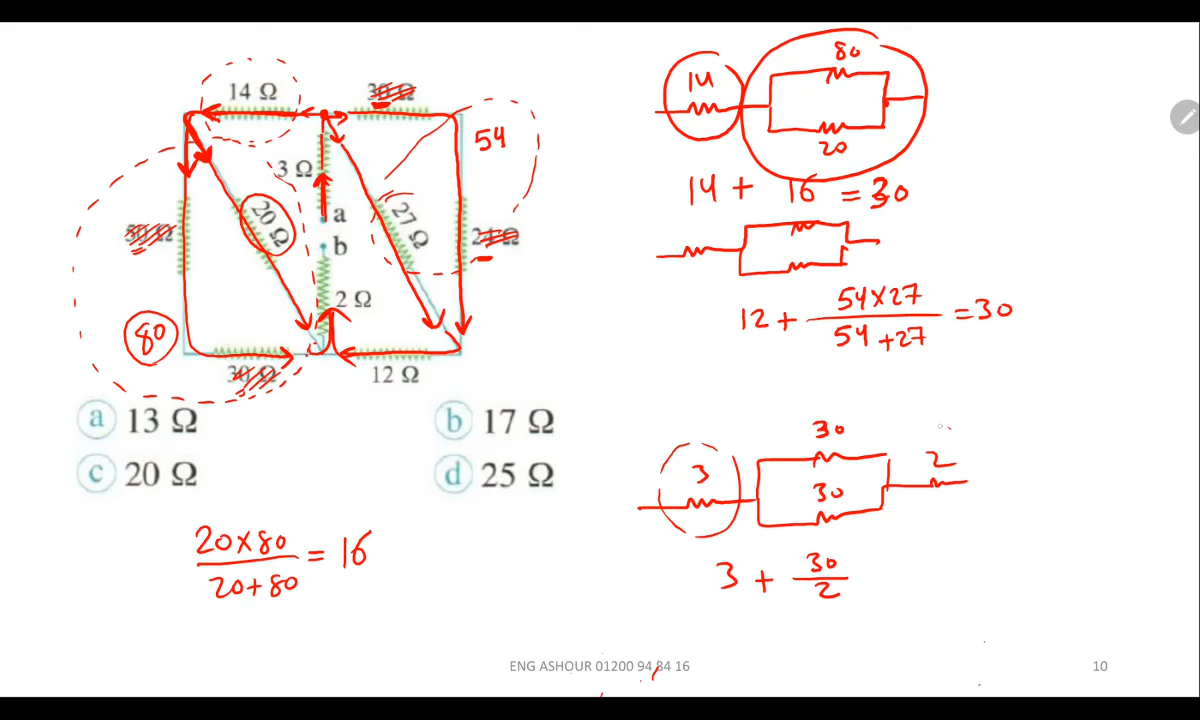 14 Ω
30 Ω
54
3 Ω
20 Ω
a
27 Ω
24 Ω
b
2 Ω
80
30 Ω
12 Ω
a 13 Ω
b 17 Ω
c 20 Ω
d 25 Ω
20×80
20+80
= 16
14
80
20
14 + 16 = 30
12 + 54×27
54+27
= 30
3
30
30
2
3 + 30
2
ENG ASHOUR 01200 94 84 16
10